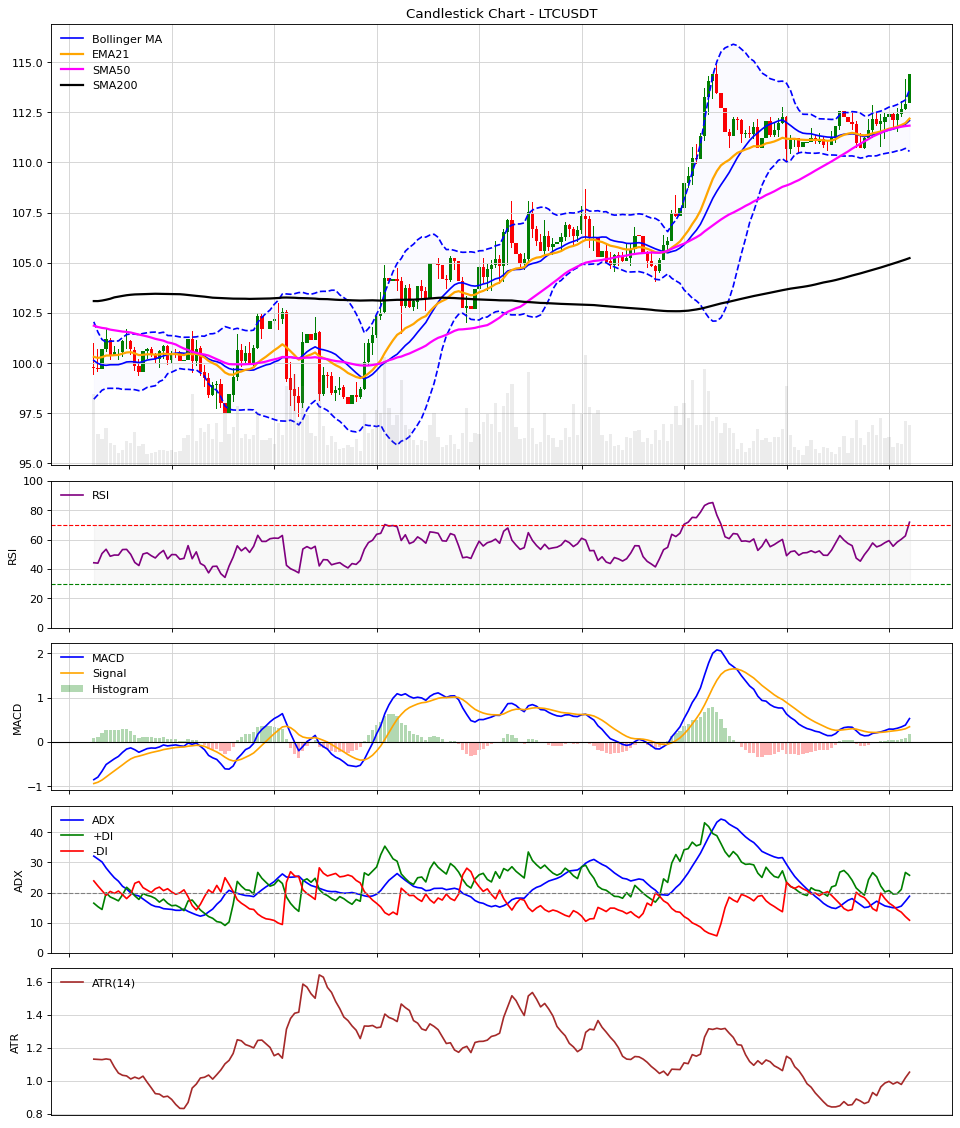 Candlestick Chart - LTCUSDT
Bollinger MA
EMA21
SMA50
SMA200
115.0
112.5
110.0
107.5
105.0
102.5
100.0
97.5
95.0
RSI
RSI
100
80
60
40
20
0
MACD
MACD
Signal
Histogram
2
1
0
−1
ADX
ADX
+DI
-DI
40
30
20
10
0
ATR
ATR(14)
1.6
1.4
1.2
1.0
0.8